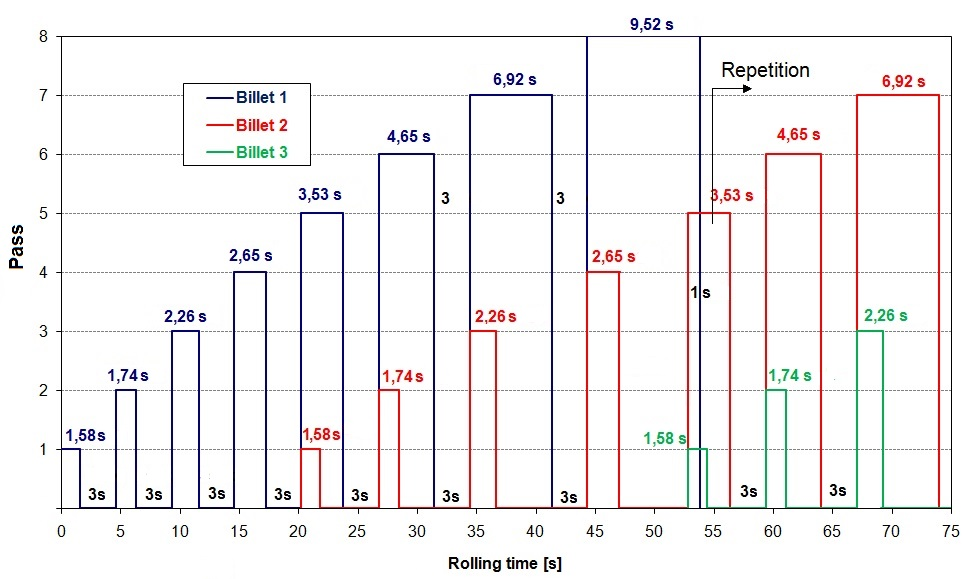 9,52 s
8
Repetition
6,92 s
6,92 s
7
Billet 1
Billet 2
Billet 3
4,65 s
4,65 s
6
3,53 s
3
3
3,53 s
5
2,65 s
2,65 s
4
Pass
1 s
2,26 s
2,26 s
2,26 s
3
1,74 s
1,74 s
1,74 s
2
1,58s
1,58s
1,58 s
1
3s
3s
3s
3s
3s
3s
3s
3s
3s
0 5 10 15 20 25 30 35 40 45 50 55 60 65 70 75
Rolling time [s]